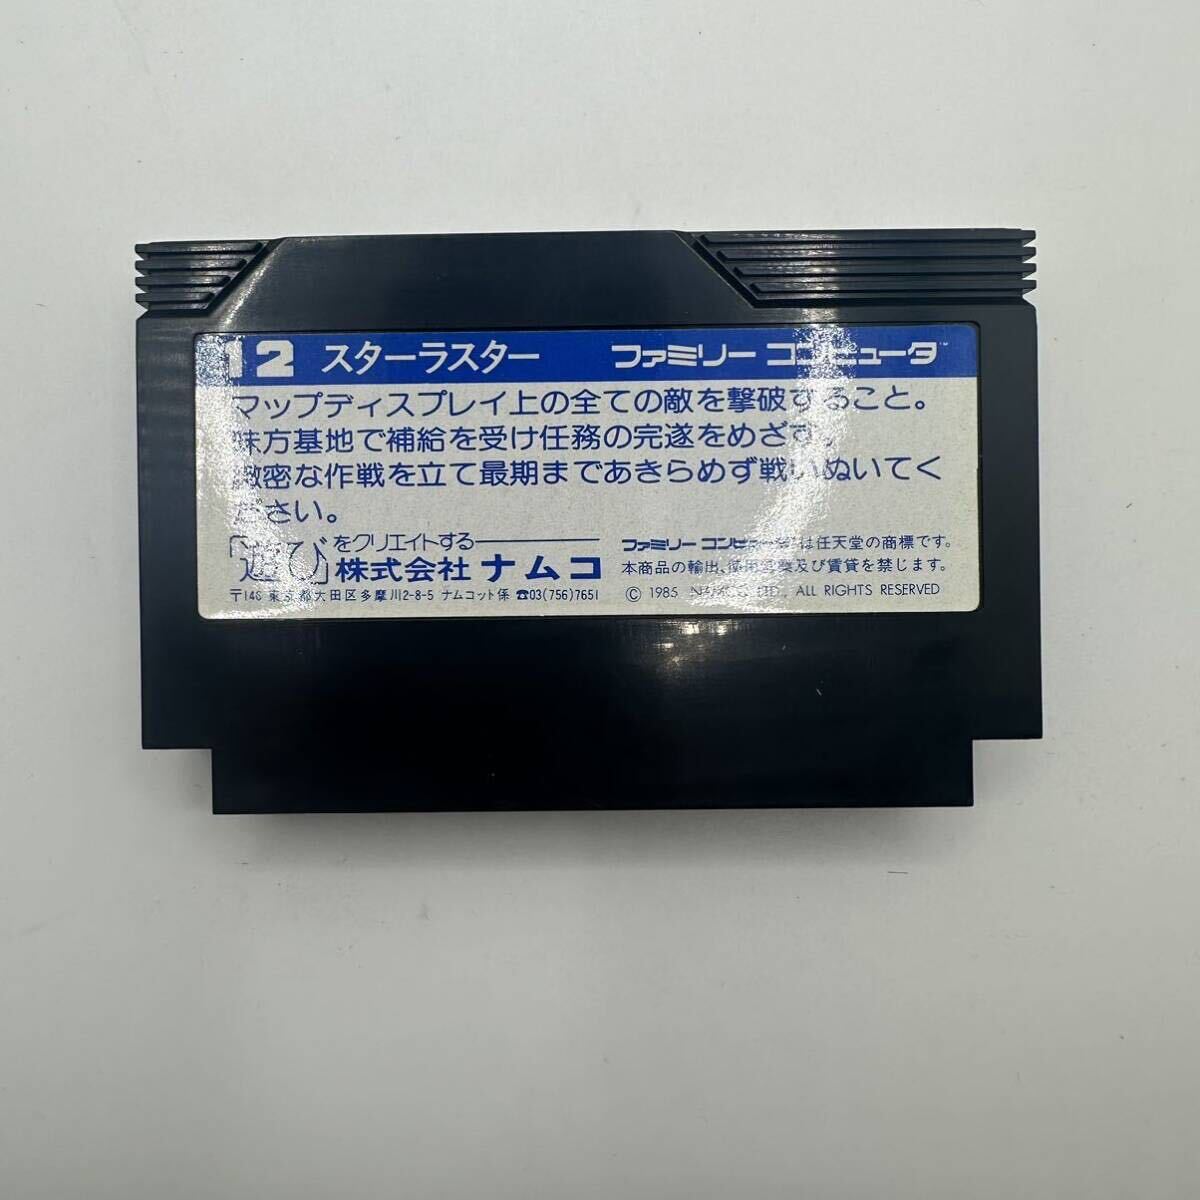 12 スターラスター ファミリー コンピュータ™
マップディスプレイ上の全ての敵を撃破すること。
味方基地で補給を受け任務の完遂をめざす。
緻密な作戦を立て最期まであきらめず戦いぬいてく
ださい。
「遊び」をクリエイトする
株式会社 ナムコ
〒146 東京都大田区多摩川2-8-5 ナムコット係 ☎03(756)7651
ファミリー コンピュータは任天堂の商標です。
本商品の輸出、使用営業及び賃貸を禁じます。
© 1985 NAMCO LTD., ALL RIGHTS RESERVED